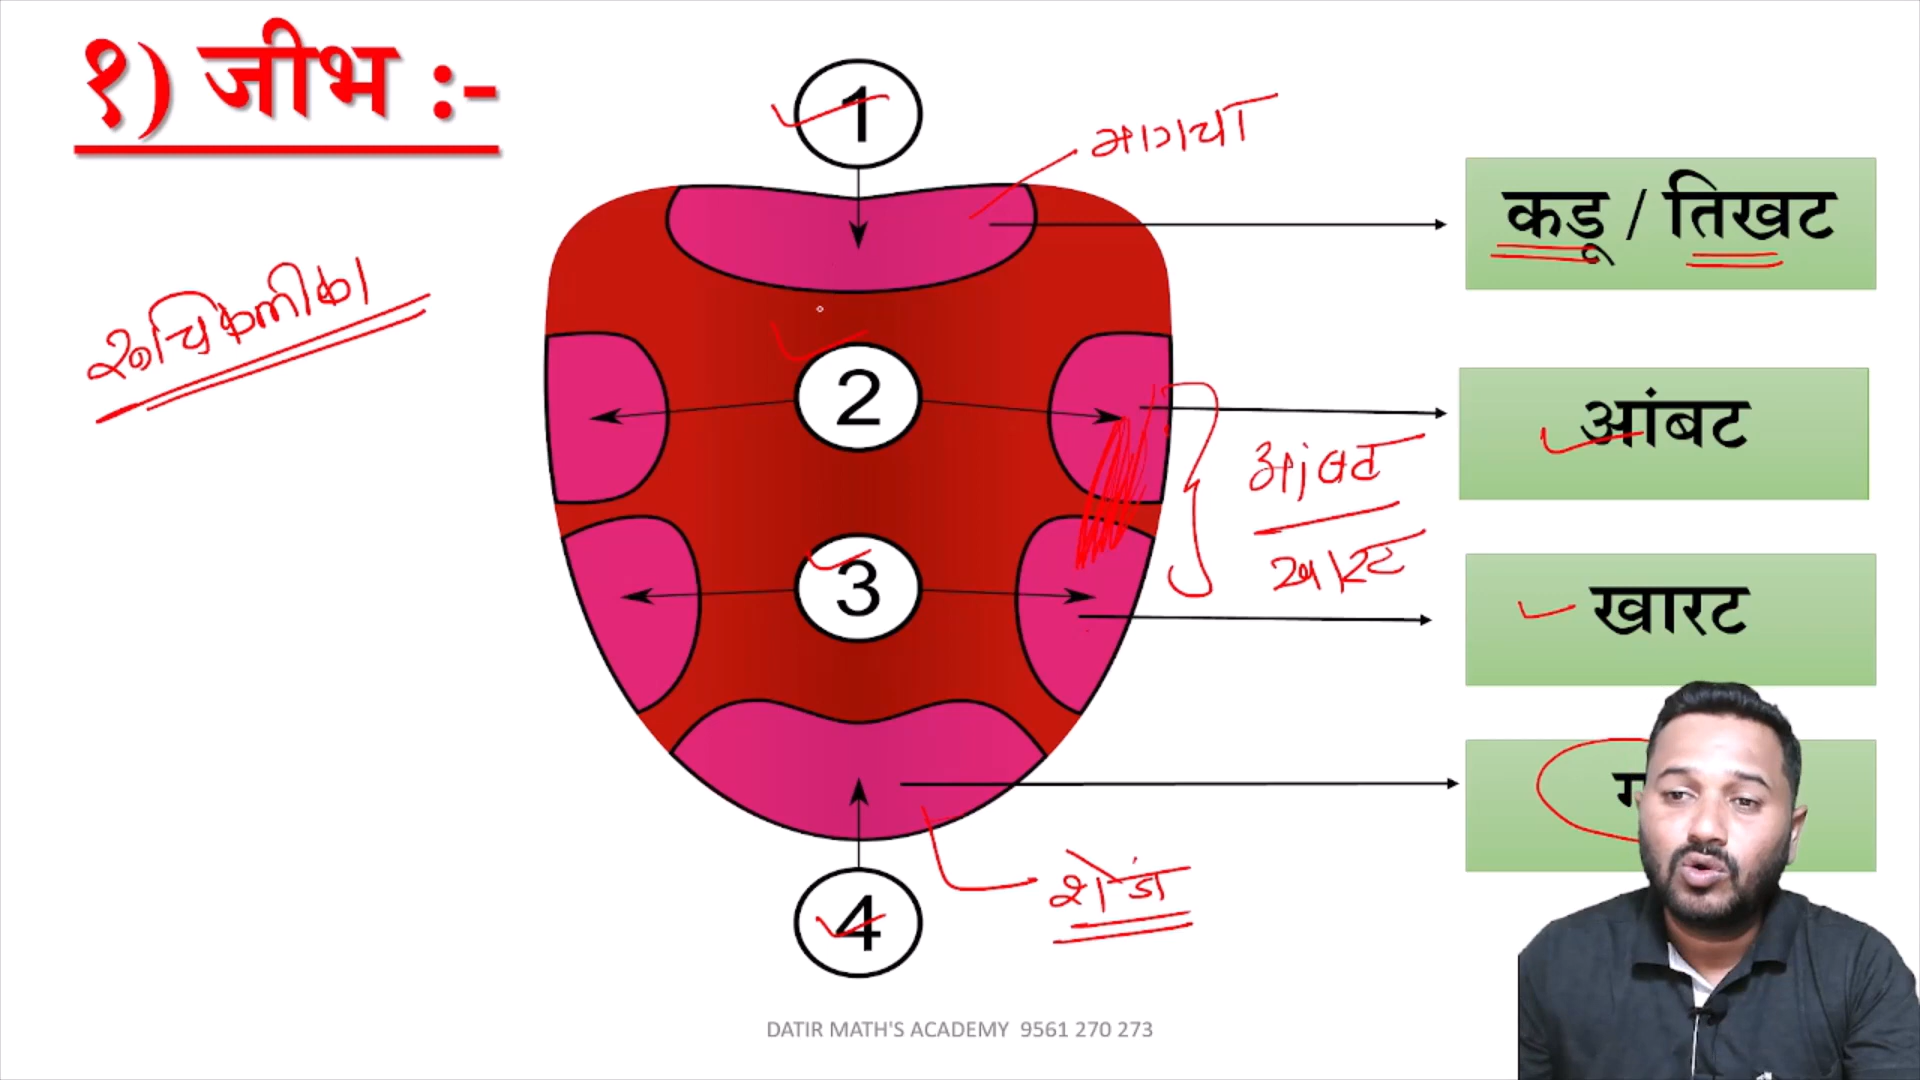 १) जीभ :-
1
मागचा
कडू / तिखट
रुचिकलीका
2
आंबट
आंबट
खारट
3
खारट
4
शेंडा
DATIR MATH'S ACADEMY 9561 270 273